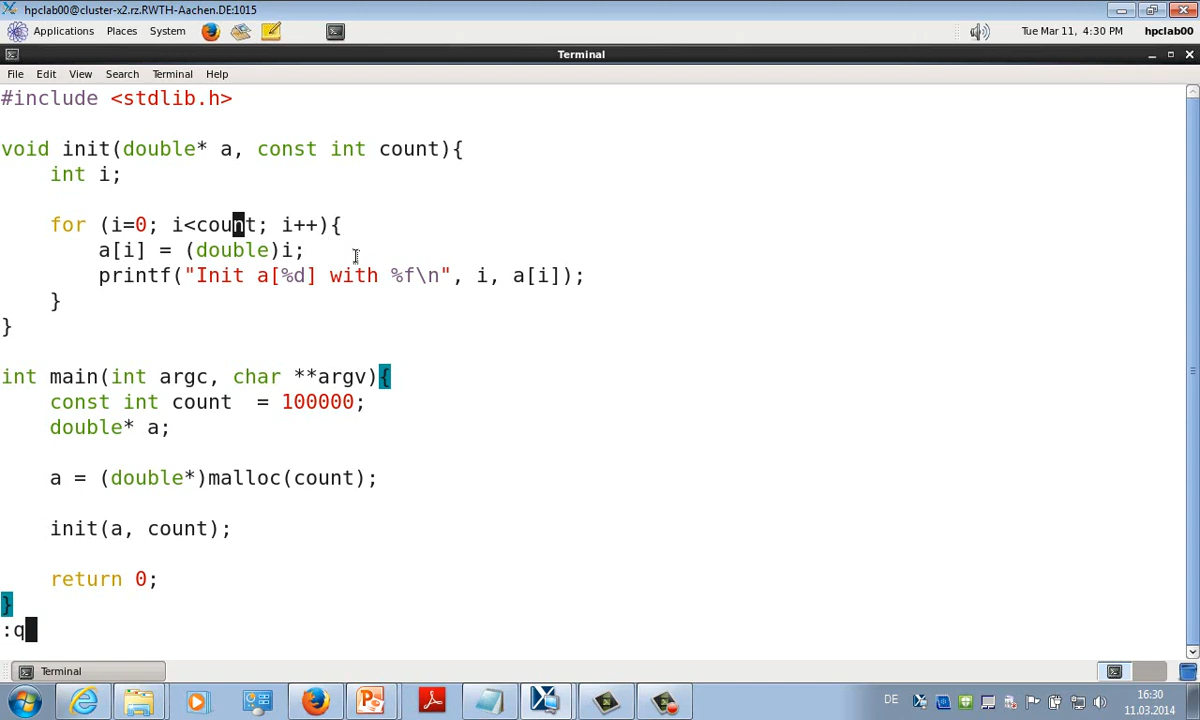 hpclab00@cluster-x2.rz.RWTH-Aachen.DE:1015
Applications Places System Tue Mar 11, 4:30 PM hpclab00
Terminal
File Edit View Search Terminal Help
#include <stdlib.h>
void init(double* a, const int count){
    int i;
    for (i=0; i<count; i++){
        a[i] = (double)i;
        printf("Init a[%d] with %f\n", i, a[i]);
    }
}
int main(int argc, char **argv){
    const int count  = 100000;
    double* a;
    a = (double*)malloc(count);
    init(a, count);
    return 0;
}
:q
Terminal
DE 16:30
11.03.2014